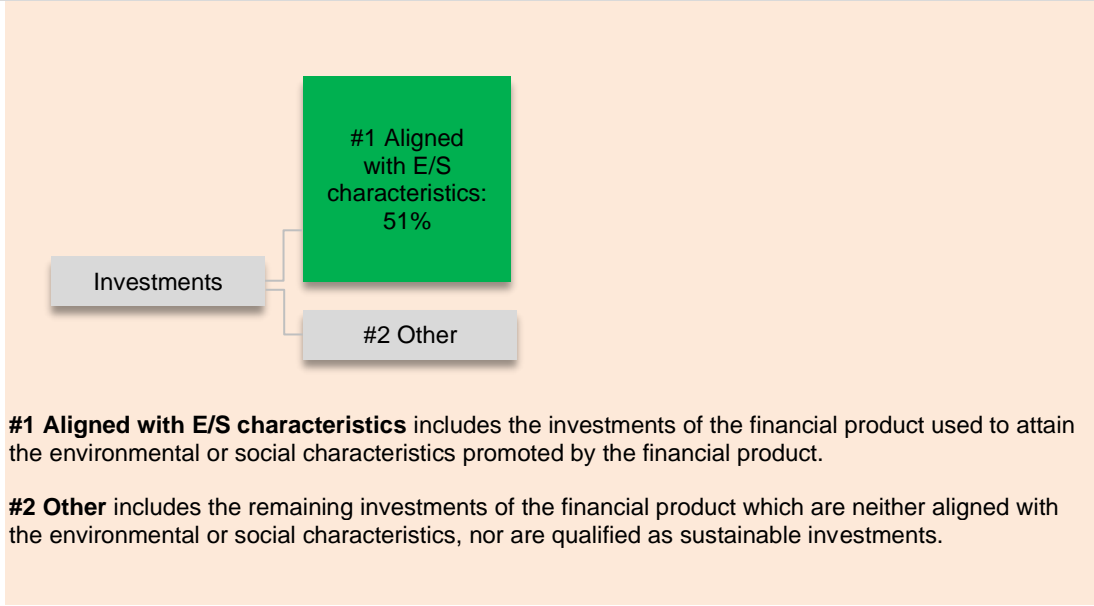 #1 Aligned
with E/S
characteristics:
51%
Investments
#2 Other
#1 Aligned with E/S characteristics includes the investments of the financial product used to attain
the environmental or social characteristics promoted by the financial product.
#2 Other includes the remaining investments of the financial product which are neither aligned with
the environmental or social characteristics, nor are qualified as sustainable investments.